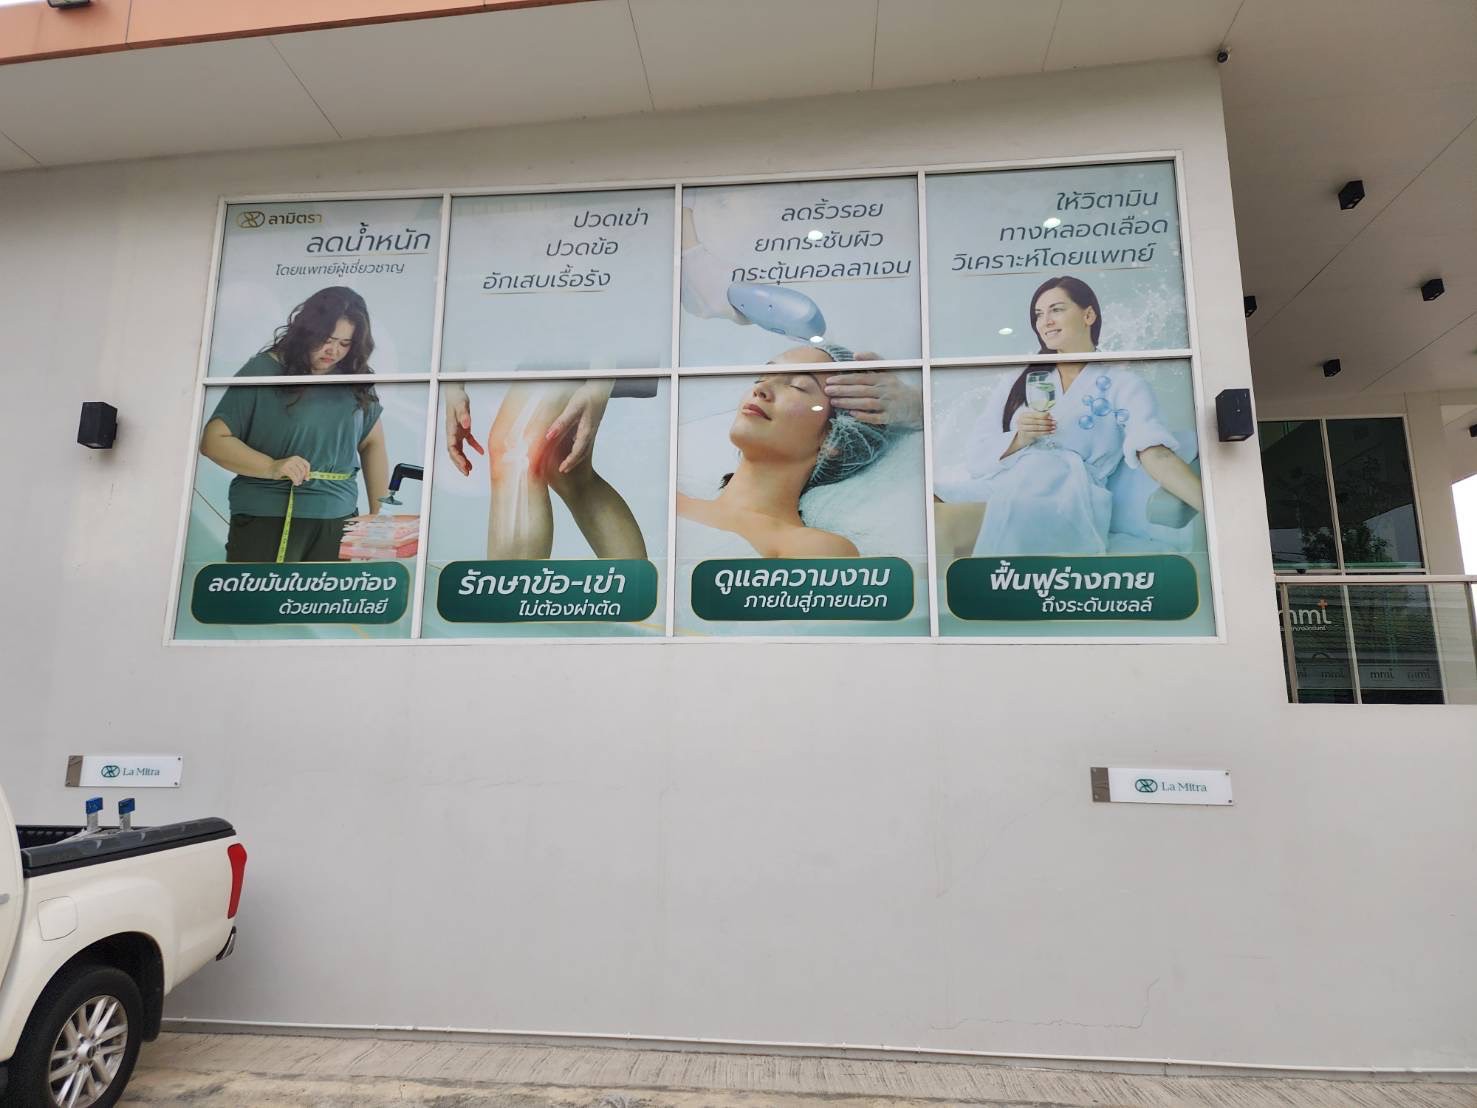 ลามิตรา
ลดน้ำหนัก
โดยแพทย์ผู้เชี่ยวชาญ
ลดไขมันในช่องท้อง
ด้วยเทคโนโลยี
ปวดเข่า
ปวดข้อ
อักเสบเรื้อรัง
รักษาข้อ-เข่า
ไม่ต้องผ่าตัด
ลดริ้วรอย
ยกกระชับผิว
กระตุ้นคอลลาเจน
ดูแลความงาม
ภายในสู่ภายนอก
ให้วิตามิน
ทางหลอดเลือด
วิเคราะห์โดยแพทย์
ฟื้นฟูร่างกาย
ถึงระดับเซลล์
mmt
mmt
mmt
La Mitra
La Mitra